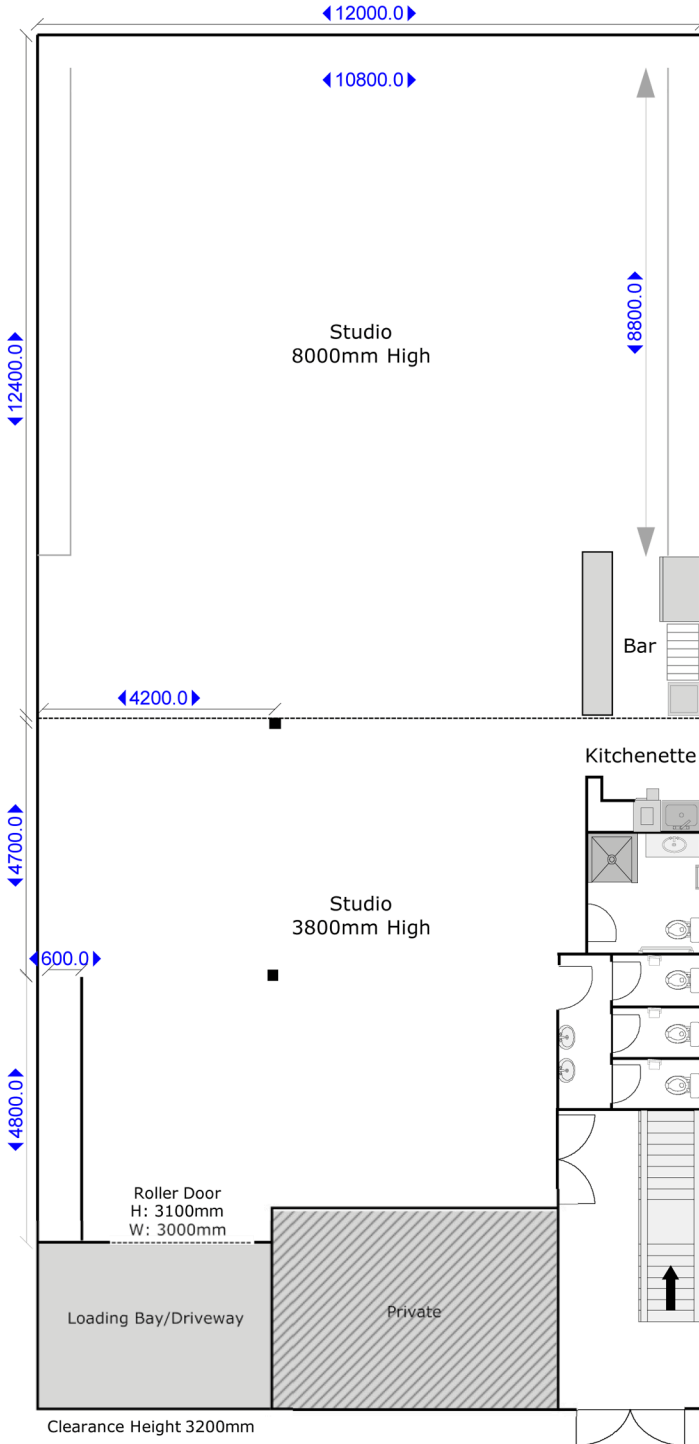 12000.0
10800.0
8800.0
Studio
8000mm High
12400.0
Bar
4200.0
Kitchenette
4700.0
Studio
3800mm High
600.0
4800.0
Roller Door
H: 3100mm
W: 3000mm
Loading Bay/Driveway
Private
Clearance Height 3200mm